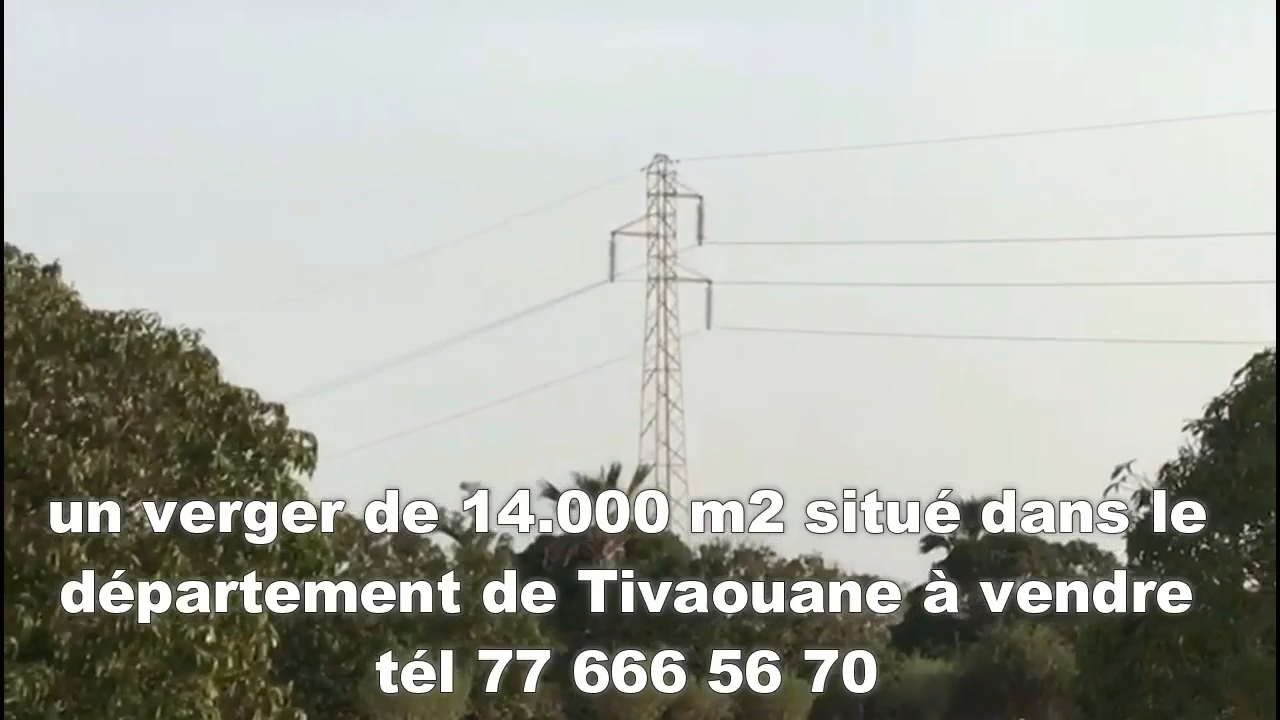 un verger de 14.000 m2 situé dans le
département de Tivaouane à vendre
tél 77 666 56 70